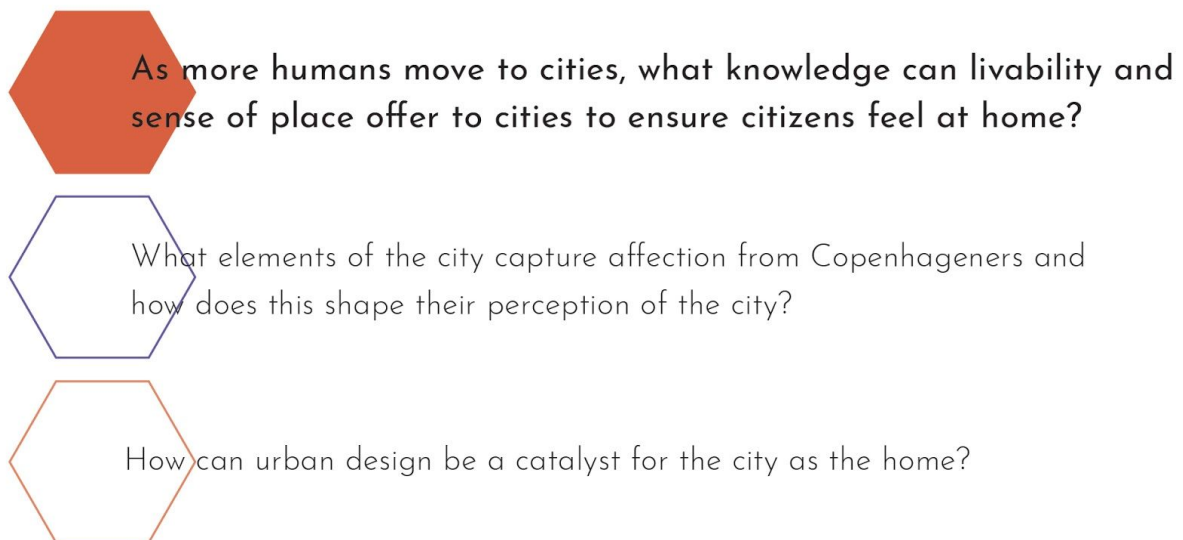 As more humans move to cities, what knowledge can livability and
sense of place offer to cities to ensure citizens feel at home?
What elements of the city capture affection from Copenhageners and
how does this shape their perception of the city?
How can urban design be a catalyst for the city as the home?